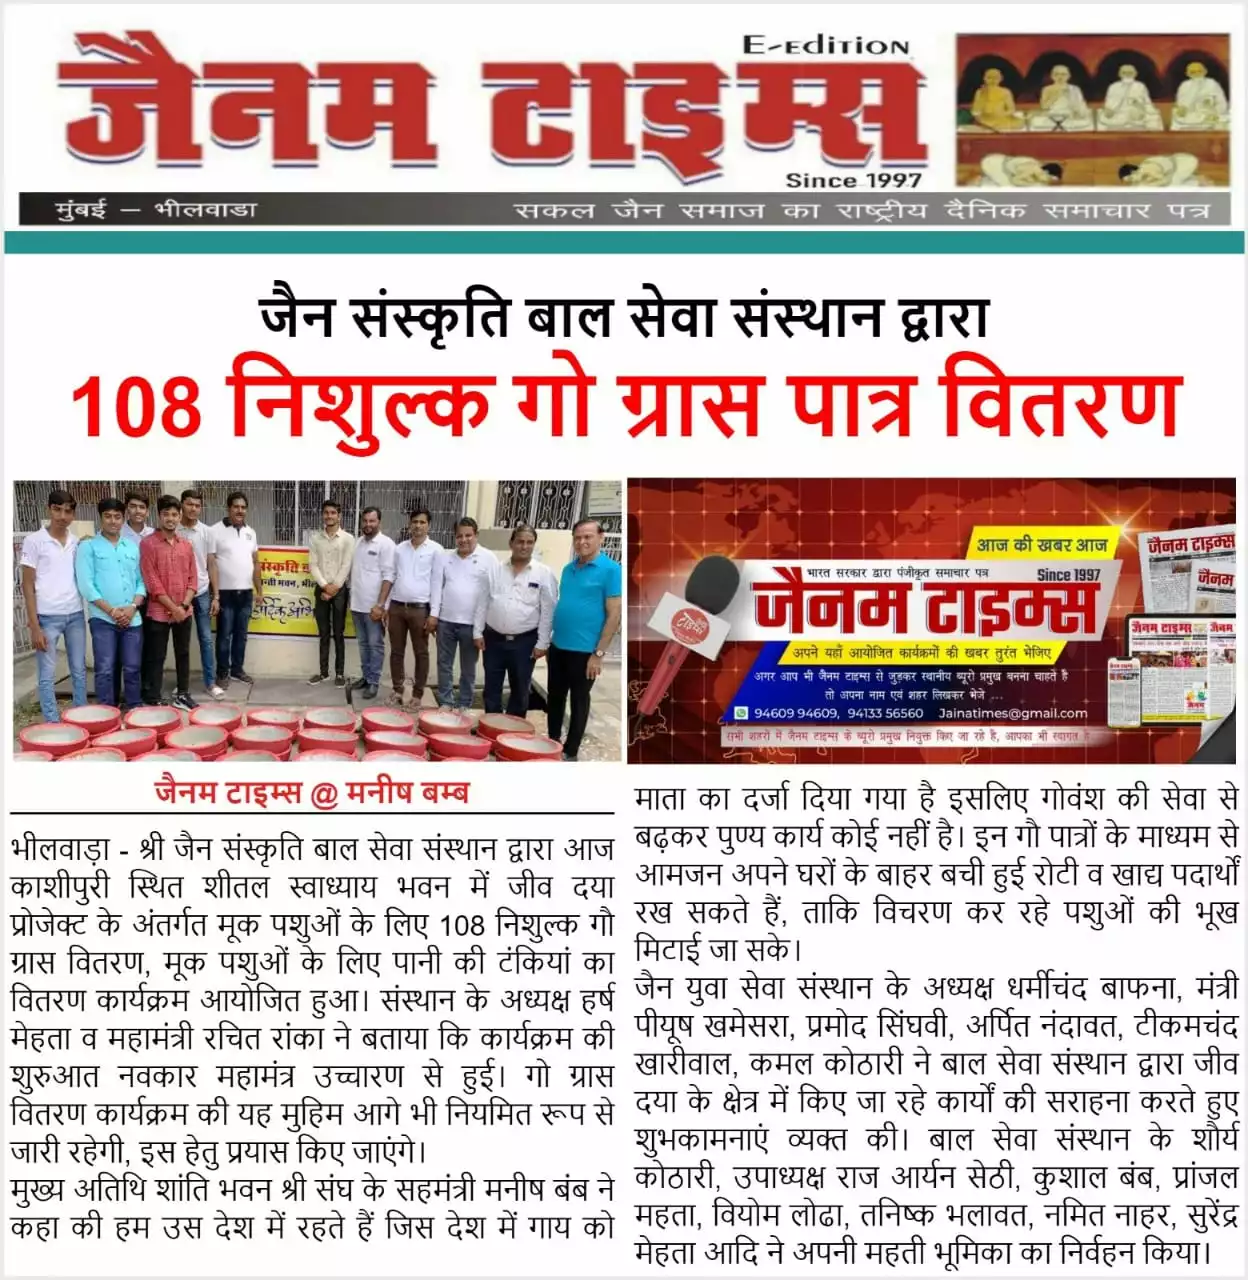 E-EDITION
जैनम टाइम्स
Since 1997
मुंबई – भीलवाडा
सकल जैन समाज का राष्ट्रीय दैनिक समाचार पत्र
जैन संस्कृति बाल सेवा संस्थान द्वारा
108 निशुल्क गो ग्रास पात्र वितरण
आज की खबर आज
भारत सरकार द्वारा पंजीकृत समाचार पत्र
Since 1997
जैनम टाइम्स
अपने यहाँ आयोजित कार्यक्रमों की खबर तुरंत भेजिए
अगर आप भी जैनम टाइम्स से जुड़कर स्थानीय ब्यूरो प्रमुख बनना चाहते है
तो अपना नाम एवं शहर लिखकर भेजे ...
94609 94609, 94133 56560 Jainatimes@gmail.com
सभी शहरों में जैनम टाइम्स के ब्यूरो प्रमुख नियुक्त किए जा रहे है, आपका भी स्वागत है
जैनम टाइम्स
जैनम टाइम्स @ मनीष बम्ब
भीलवाड़ा - श्री जैन संस्कृति बाल सेवा संस्थान द्वारा आज
काशीपुरी स्थित शीतल स्वाध्याय भवन में जीव दया
प्रोजेक्ट के अंतर्गत मूक पशुओं के लिए 108 निशुल्क गौ
ग्रास वितरण, मूक पशुओं के लिए पानी की टंकियां का
वितरण कार्यक्रम आयोजित हुआ। संस्थान के अध्यक्ष हर्ष
मेहता व महामंत्री रचित रांका ने बताया कि कार्यक्रम की
शुरुआत नवकार महामंत्र उच्चारण से हुई। गो ग्रास
वितरण कार्यक्रम की यह मुहिम आगे भी नियमित रूप से
जारी रहेगी, इस हेतु प्रयास किए जाएंगे।
मुख्य अतिथि शांति भवन श्री संघ के सहमंत्री मनीष बंब ने
कहा की हम उस देश में रहते हैं जिस देश में गाय को
माता का दर्जा दिया गया है इसलिए गोवंश की सेवा से
बढ़कर पुण्य कार्य कोई नहीं है। इन गौ पात्रों के माध्यम से
आमजन अपने घरों के बाहर बची हुई रोटी व खाद्य पदार्थो
रख सकते हैं, ताकि विचरण कर रहे पशुओं की भूख
मिटाई जा सके।
जैन युवा सेवा संस्थान के अध्यक्ष धर्मीचंद बाफना, मंत्री
पीयूष खमेसरा, प्रमोद सिंघवी, अर्पित नंदावत, टीकमचंद
खारीवाल, कमल कोठारी ने बाल सेवा संस्थान द्वारा जीव
दया के क्षेत्र में किए जा रहे कार्यों की सराहना करते हुए
शुभकामनाएं व्यक्त की। बाल सेवा संस्थान के शौर्य
कोठारी, उपाध्यक्ष राज आर्यन सेठी, कुशाल बंब, प्रांजल
महता, वियोम लोढा, तनिष्क भलावत, नमित नाहर, सुरेंद्र
मेहता आदि ने अपनी महती भूमिका का निर्वहन किया।